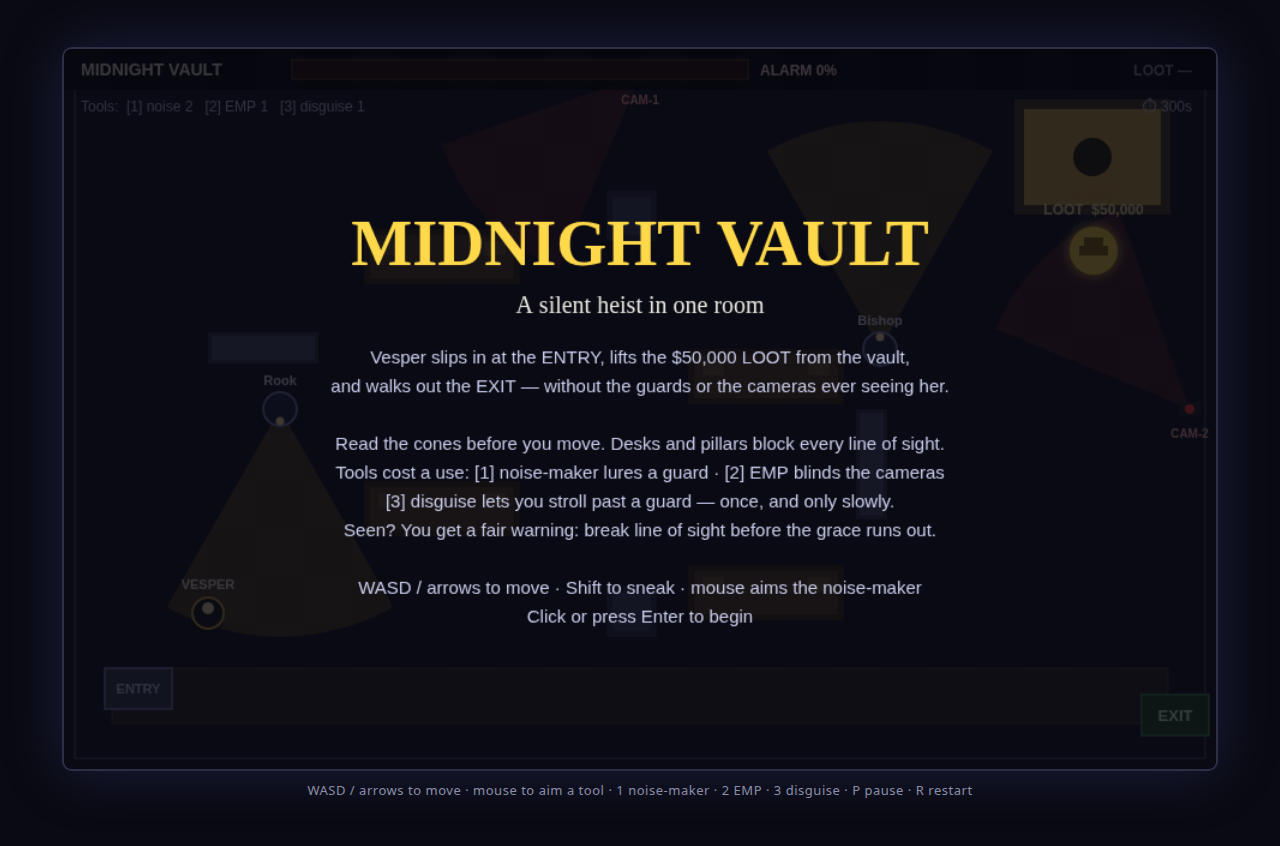 MIDNIGHT VAULT
ALARM 0%
LOOT —
Tools: [1] noise 2 [2] EMP 1 [3] disguise 1
CAM-1
⏱ 300s
LOOT $50,000
MIDNIGHT VAULT
A silent heist in one room
Bishop
Vesper slips in at the ENTRY, lifts the $50,000 LOOT from the vault,
and walks out the EXIT — without the guards or the cameras ever seeing her.
Rook
CAM-2
Read the cones before you move. Desks and pillars block every line of sight.
Tools cost a use: [1] noise-maker lures a guard · [2] EMP blinds the cameras
[3] disguise lets you stroll past a guard — once, and only slowly.
Seen? You get a fair warning: break line of sight before the grace runs out.
VESPER
WASD / arrows to move · Shift to sneak · mouse aims the noise-maker
Click or press Enter to begin
ENTRY
EXIT
WASD / arrows to move · mouse to aim a tool · 1 noise-maker · 2 EMP · 3 disguise · P pause · R restart